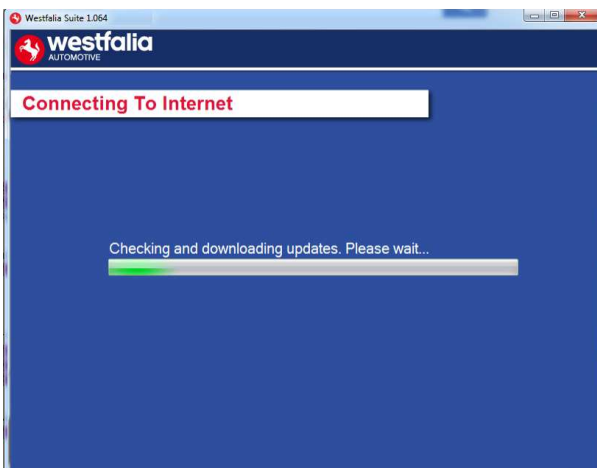 Westfalia Suite 1.064
westfalia
AUTOMOTIVE
Connecting To Internet
Checking and downloading updates. Please wait...